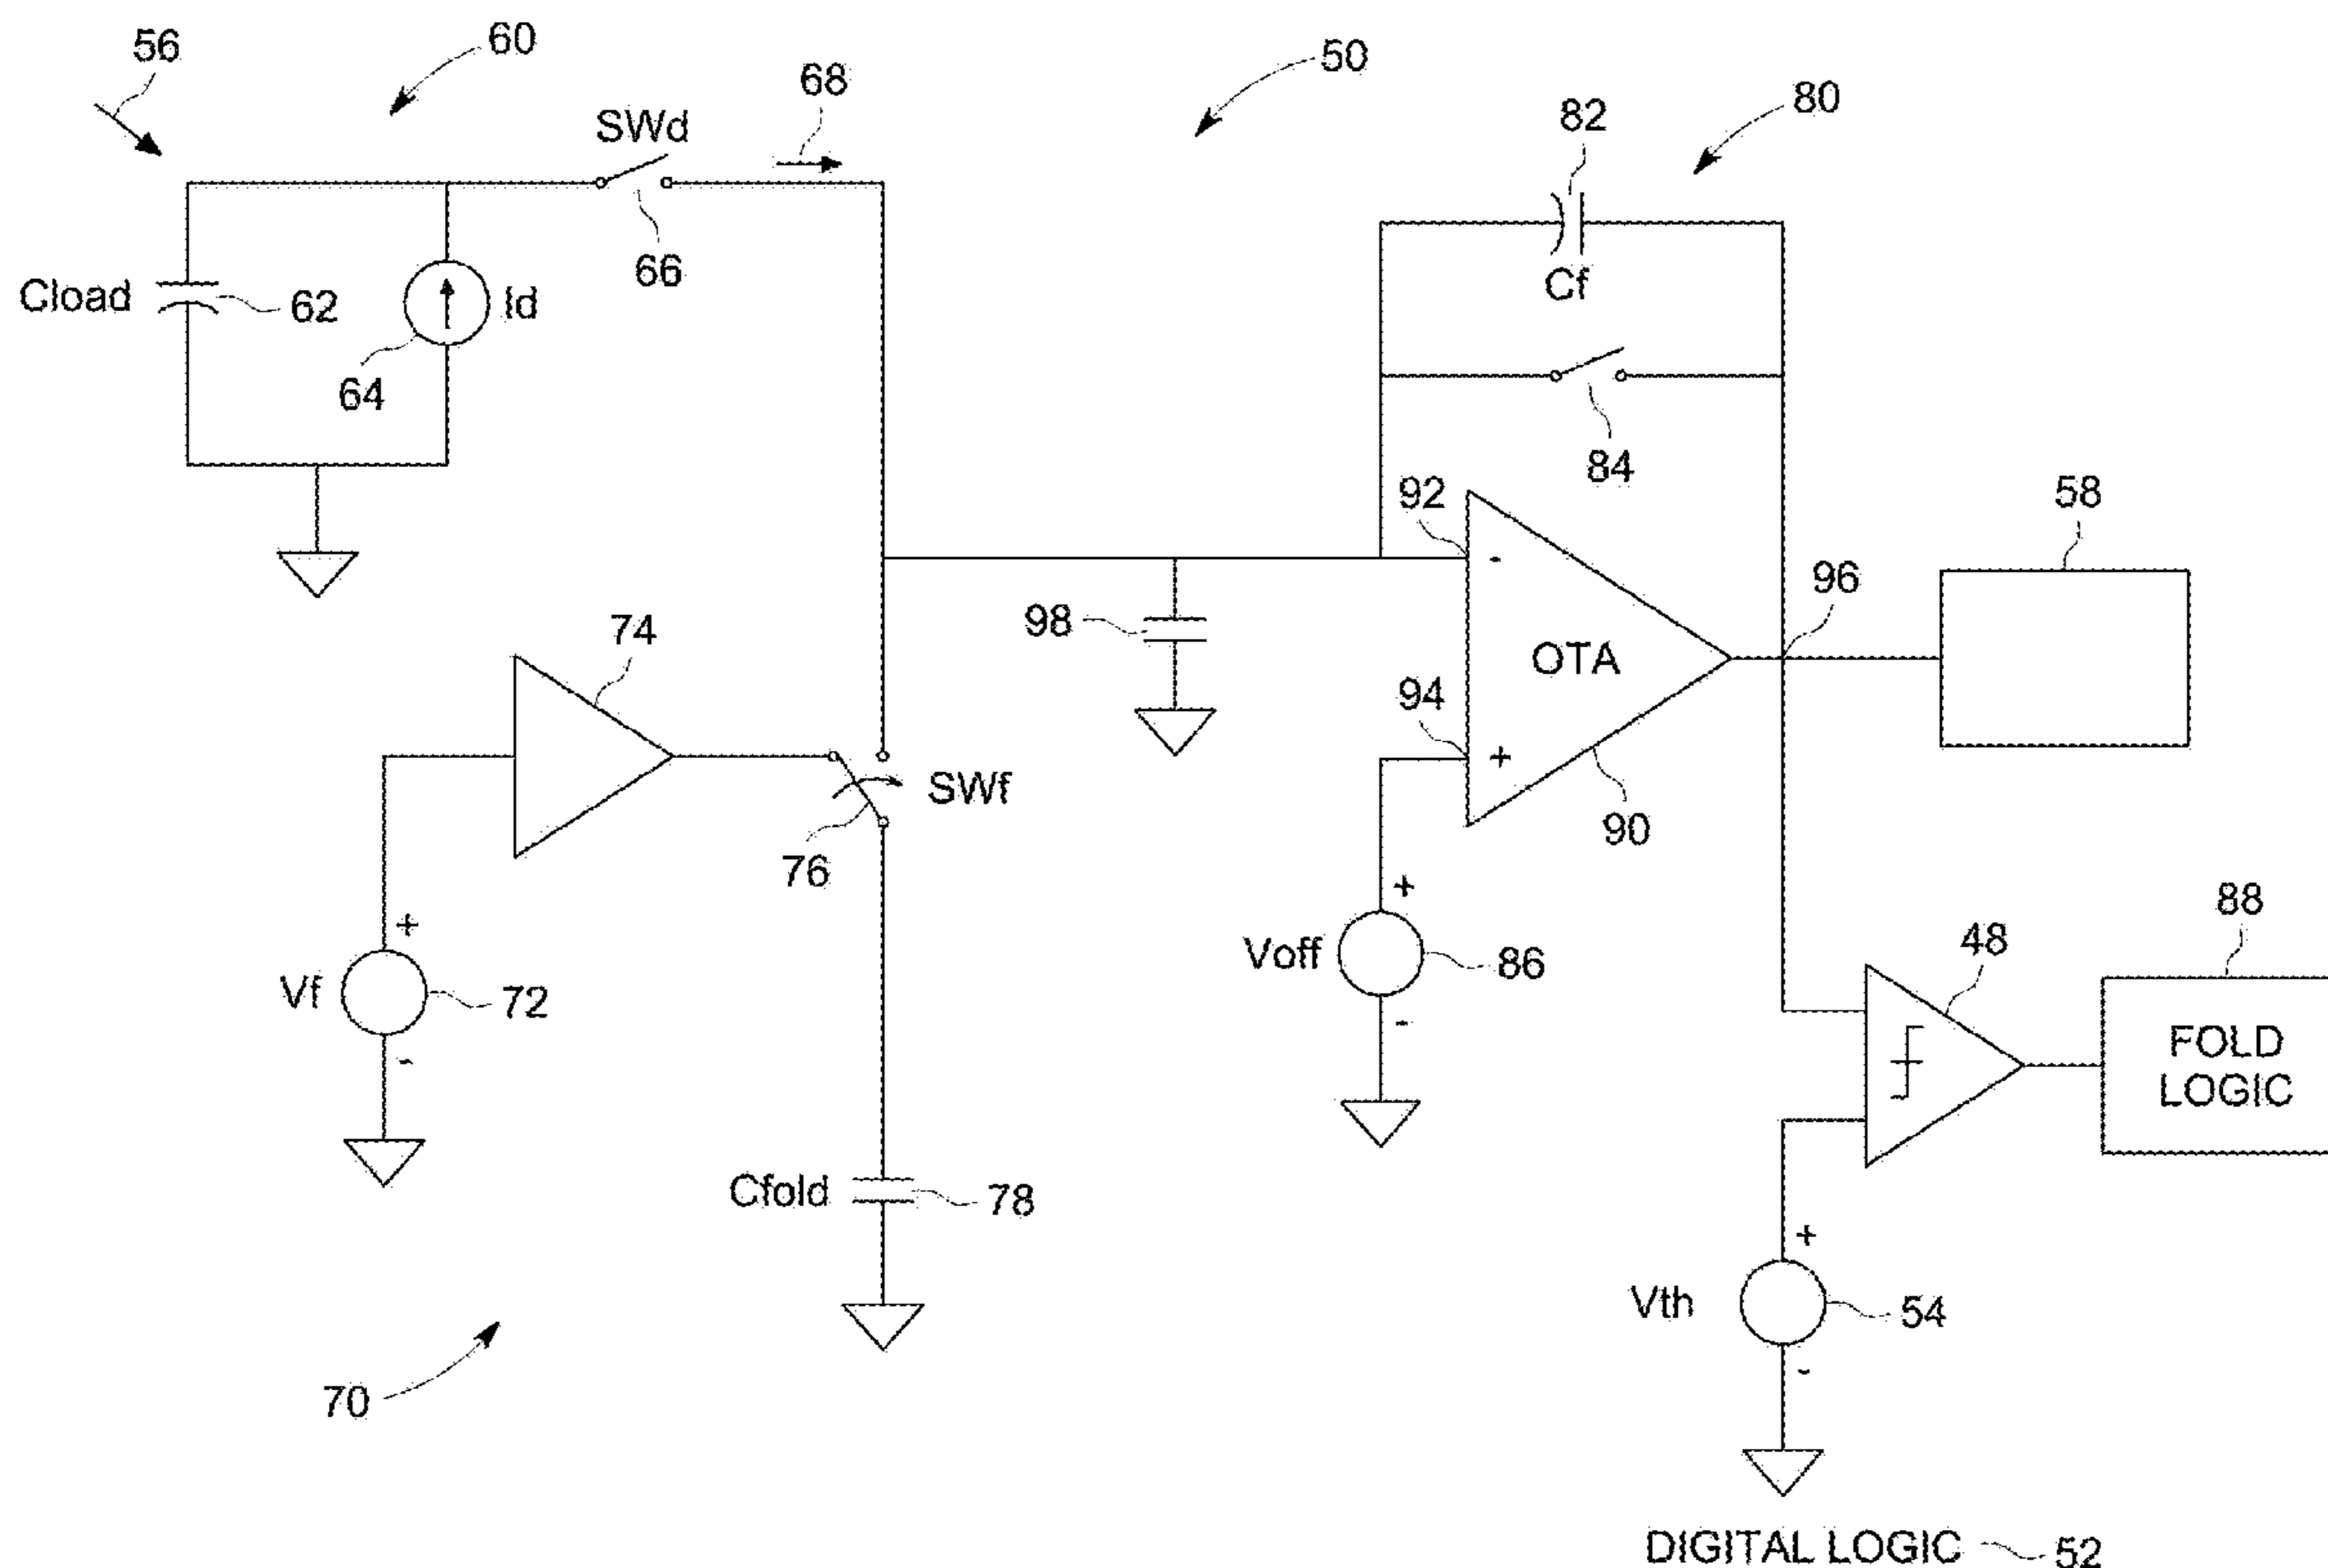 56
60
50
68
82
80
SWd
66
Cload
62
Id
64
Cf
84
58
92
-
96
98
OTA
74
94
+
SWf
76
90
+
+
88
48
Voff
86
Vf
72
-
-
FOLD
LOGIC
Cfold
78
+
Vth
54
-
70
DIGITAL LOGIC
52